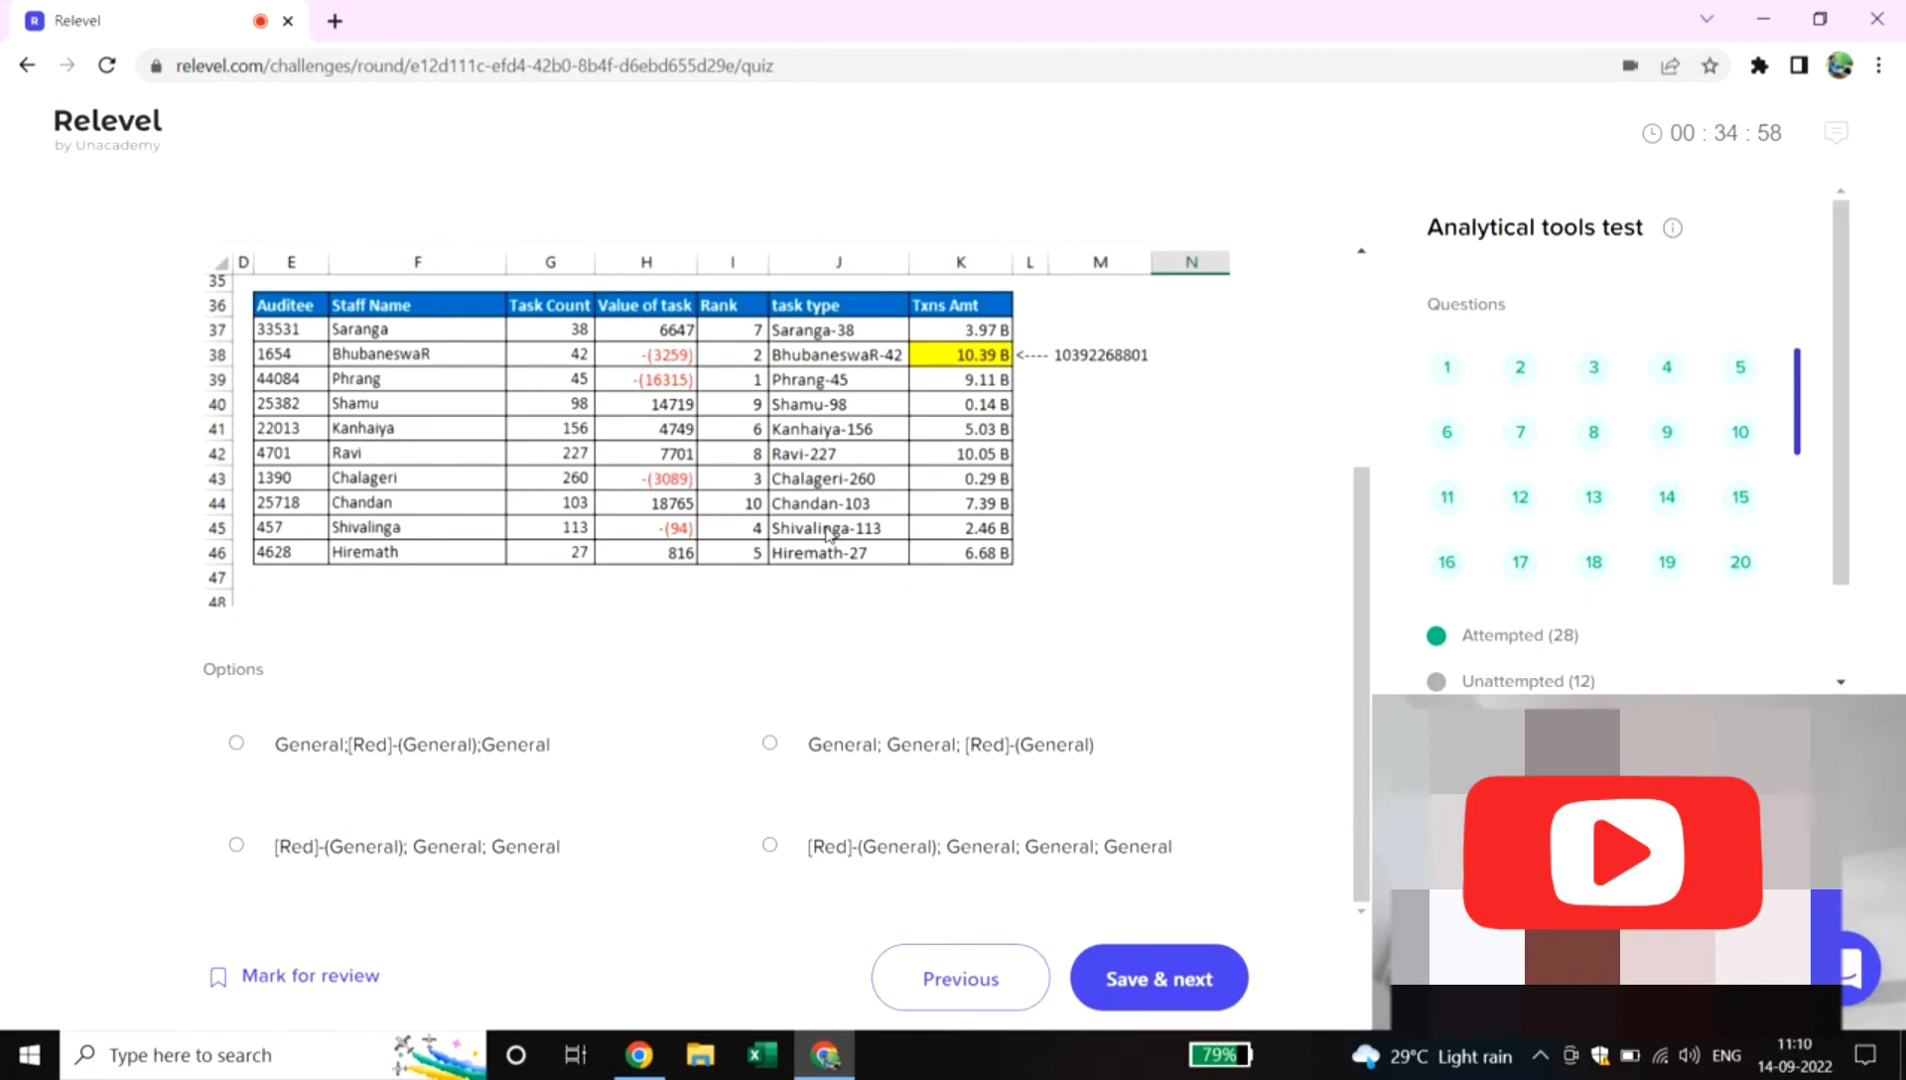 Relevel
relevel.com/challenges/round/e12d111c-efd4-42b0-8b4f-d6ebd655d29e/quiz
Relevel
by Unacademy
00 : 34 : 58
Analytical tools test
Questions
1 2 3 4 5
6 7 8 9 10
11 12 13 14 15
16 17 18 19 20
Attempted (28)
Unattempted (12)
D E F G H I J K L M N
35
36 Auditee Staff Name Task Count Value of task Rank task type Txns Amt
37 33531 Saranga 38 6647 7 Saranga-38 3.97 B
38 1654 BhubaneswaR 42 -(3259) 2 BhubaneswaR-42 10.39 B <---- 10392268801
39 44084 Phrang 45 -(16315) 1 Phrang-45 9.11 B
40 25382 Shamu 98 14719 9 Shamu-98 0.14 B
41 22013 Kanhaiya 156 4749 6 Kanhaiya-156 5.03 B
42 4701 Ravi 227 7701 8 Ravi-227 10.05 B
43 1390 Chalageri 260 -(3089) 3 Chalageri-260 0.29 B
44 25718 Chandan 103 18765 10 Chandan-103 7.39 B
45 457 Shivalinga 113 -(94) 4 Shivalinga-113 2.46 B
46 4628 Hiremath 27 816 5 Hiremath-27 6.68 B
47
48
Options
General;[Red]-(General);General
General; General; [Red]-(General)
[Red]-(General); General; General
[Red]-(General); General; General; General
Mark for review
Previous
Save & next
Type here to search
79%
29°C Light rain
ENG
11:10
14-09-2022